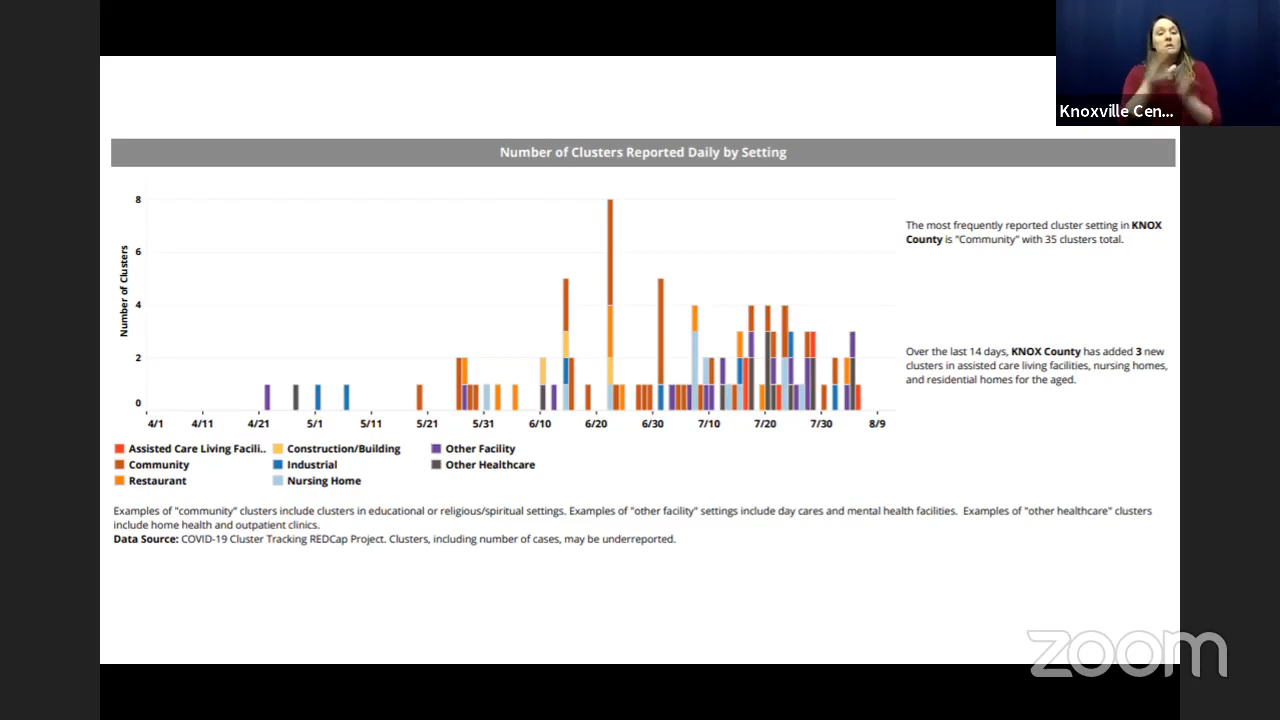 Knoxville Cen...
Number of Clusters Reported Daily by Setting
Number of Clusters
8
6
4
2
0
4/1
4/11
4/21
5/1
5/11
5/21
5/31
6/10
6/20
6/30
7/10
7/20
7/30
8/9
The most frequently reported cluster setting in KNOX
County is "Community" with 35 clusters total.
Over the last 14 days, KNOX County has added 3 new
clusters in assisted care living facilities, nursing homes,
and residential homes for the aged.
Assisted Care Living Facili..
Construction/Building
Other Facility
Community
Industrial
Other Healthcare
Restaurant
Nursing Home
Examples of "community" clusters include clusters in educational or religious/spiritual settings. Examples of "other facility" settings include day cares and mental health facilities. Examples of "other healthcare" clusters
include home health and outpatient clinics.
Data Source: COVID-19 Cluster Tracking REDCap Project. Clusters, including number of cases, may be underreported.
zoom